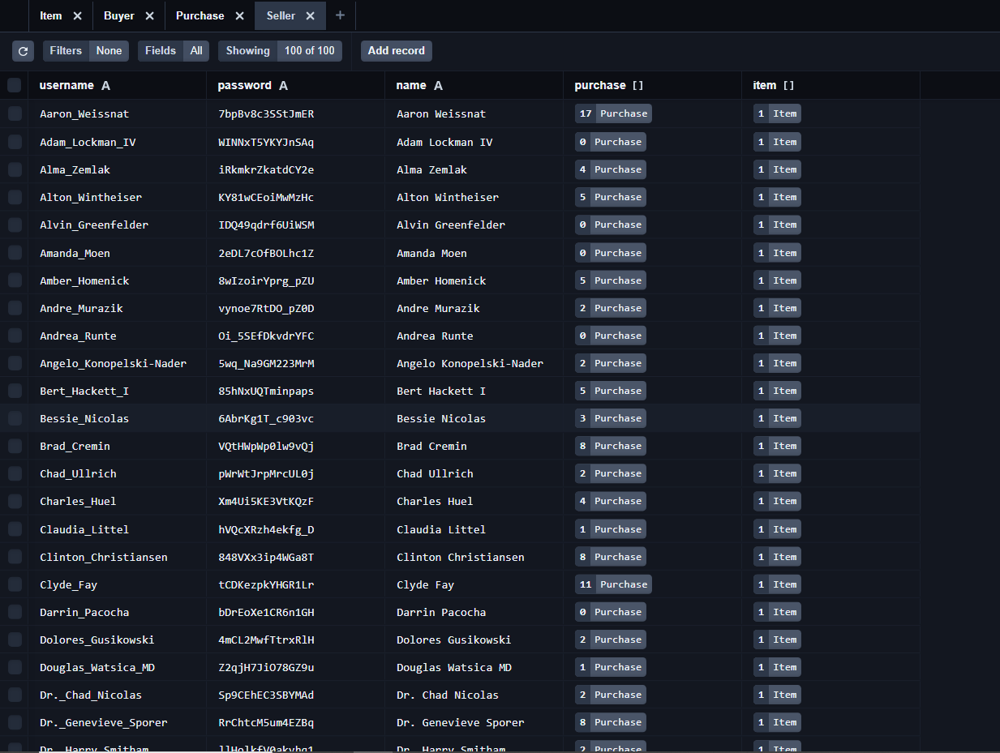 Item Buyer Purchase Seller
Filters None Fields All Showing 100 of 100 Add record
username A password A name A purchase [] item []
Aaron_Weissnat 7bpBv8c3SStJmER Aaron Weissnat 17 Purchase 1 Item
Adam_Lockman_IV WINNxT5YKYJnSAq Adam Lockman IV 0 Purchase 1 Item
Alma_Zemlak iRkmkrZkatdCY2e Alma Zemlak 4 Purchase 1 Item
Alton_Wintheiser KY81wCEoiMwMzHc Alton Wintheiser 5 Purchase 1 Item
Alvin_Greenfelder IDQ49qdrf6UiWSM Alvin Greenfelder 0 Purchase 1 Item
Amanda_Moen 2eDL7cOfBOLhc1Z Amanda Moen 0 Purchase 1 Item
Amber_Homenick 8wIzoirYprg_pZU Amber Homenick 5 Purchase 1 Item
Andre_Murazik vynoe7RtDO_pZ0D Andre Murazik 2 Purchase 1 Item
Andrea_Runte Oi_5SEfDkvdrYFC Andrea Runte 0 Purchase 1 Item
Angelo_Konopelski-Nader 5wq_Na9GM223MrM Angelo Konopelski-Nader 2 Purchase 1 Item
Bert_Hackett_I 85hNxUQTminpaps Bert Hackett I 5 Purchase 1 Item
Bessie_Nicolas 6AbrKg1T_c903vc Bessie Nicolas 3 Purchase 1 Item
Brad_Cremin VQtHWpWp0lw9vQj Brad Cremin 8 Purchase 1 Item
Chad_Ullrich pWrWtJrpMrcUL0j Chad Ullrich 2 Purchase 1 Item
Charles_Huel Xm4Ui5KE3VtKQzF Charles Huel 4 Purchase 1 Item
Claudia_Littel hVQcXRzh4ekfg_D Claudia Littel 1 Purchase 1 Item
Clinton_Christiansen 848VXx3ip4WGa8T Clinton Christiansen 8 Purchase 1 Item
Clyde_Fay tCDKezpkYHGR1Lr Clyde Fay 11 Purchase 1 Item
Darrin_Pacocha bDrEoXe1CR6n1GH Darrin Pacocha 0 Purchase 1 Item
Dolores_Gusikowski 4mCL2MwfTtrxRlH Dolores Gusikowski 2 Purchase 1 Item
Douglas_Watsica_MD Z2qjH7JiO78GZ9u Douglas Watsica MD 1 Purchase 1 Item
Dr._Chad_Nicolas Sp9CEhEC3SBYMAd Dr. Chad Nicolas 2 Purchase 1 Item
Dr._Genevieve_Sporer RrChtcM5um4EZBq Dr. Genevieve Sporer 8 Purchase 1 Item
Dr._Harry_Smitham Dr. Harry Smitham 2 Purchase 1 Item